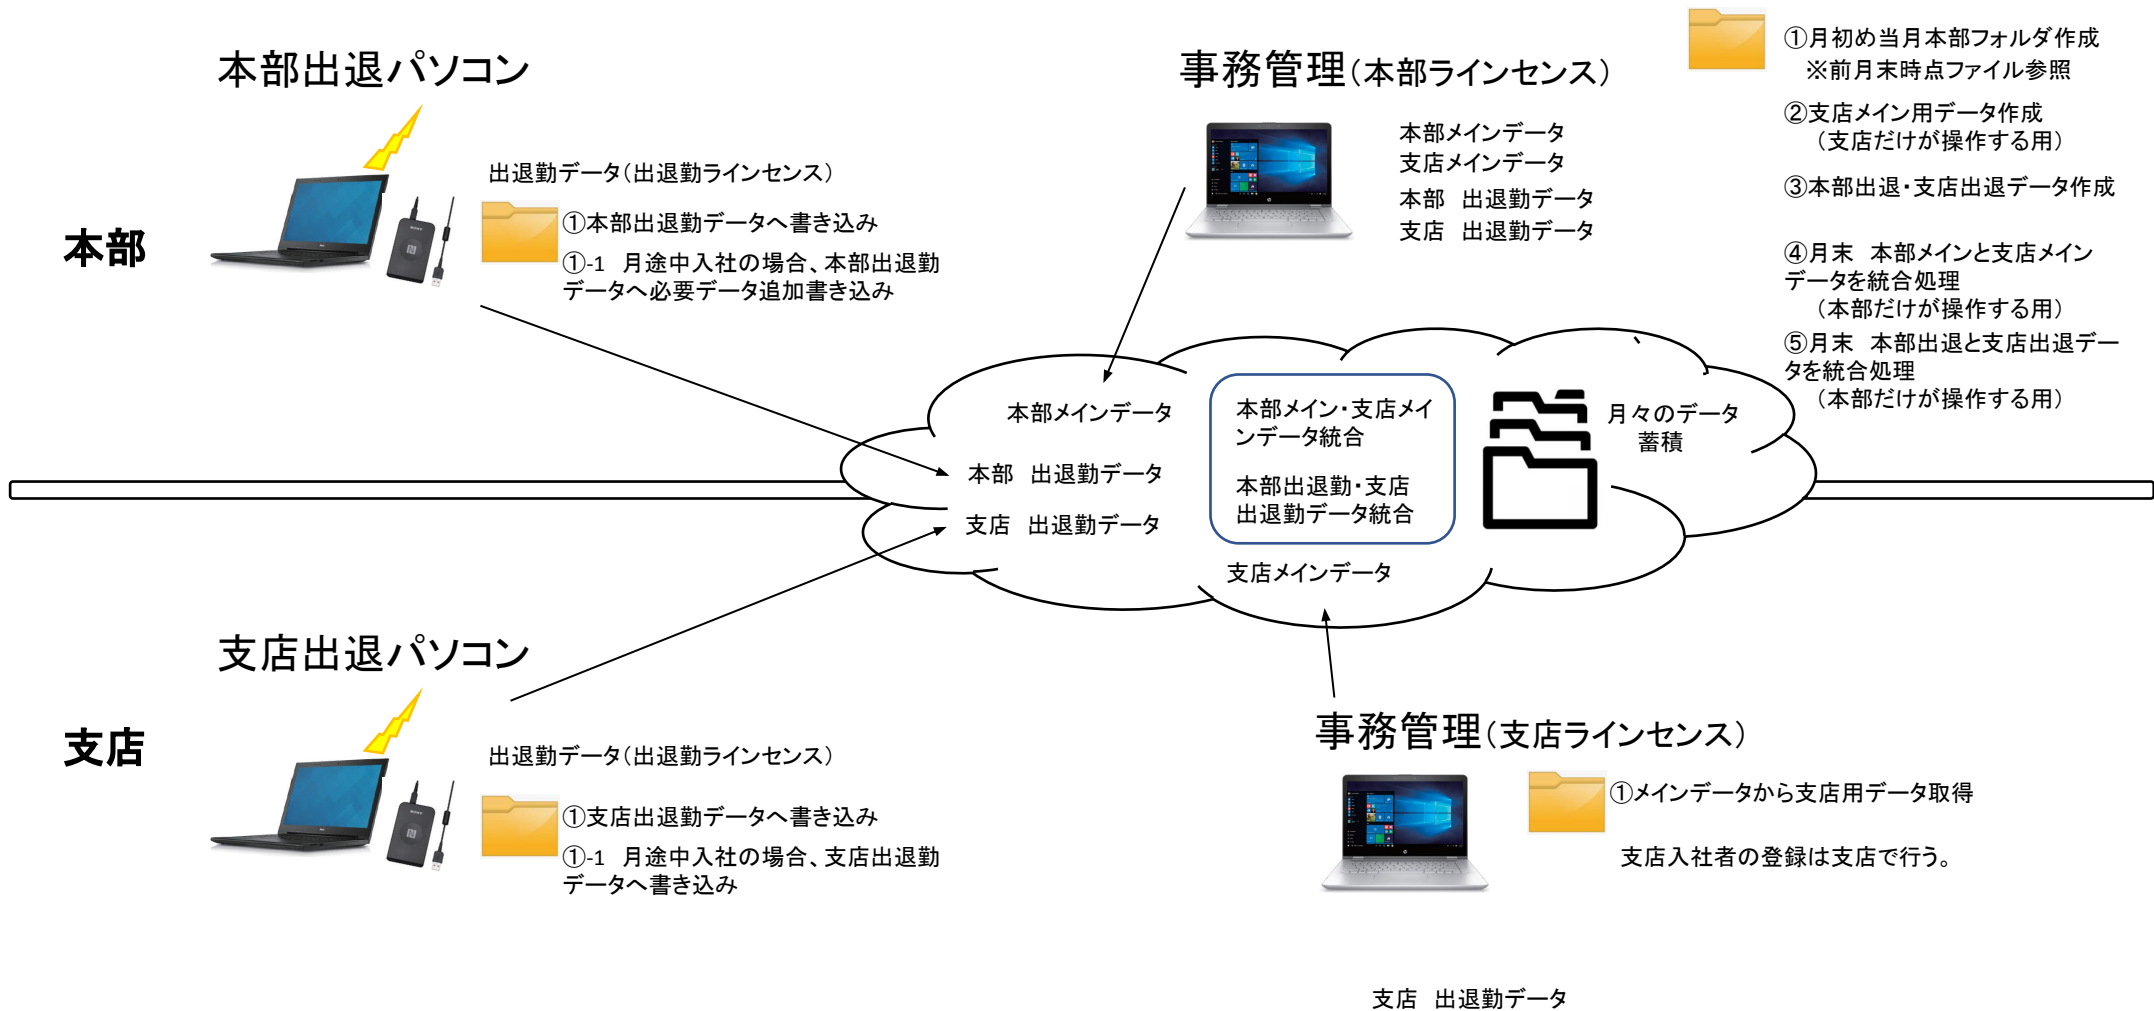 本部出退パソコン
出退勤データ（出退勤ラインセンス）
①本部出退勤データへ書き込み
①-1　月途中入社の場合、本部出退勤
データへ必要データ追加書き込み
本部
事務管理（本部ラインセンス）
本部メインデータ
支店メインデータ
本部　出退勤データ
支店　出退勤データ
①月初め当月本部フォルダ作成
※前月末時点ファイル参照
②支店メイン用データ作成
（支店だけが操作する用）
③本部出退・支店出退データ作成
④月末　本部メインと支店メイン
データを統合処理
（本部だけが操作する用）
⑤月末　本部出退と支店出退デー
タを統合処理
（本部だけが操作する用）
本部メインデータ
本部　出退勤データ
支店　出退勤データ
本部メイン・支店メイ
ンデータ統合
本部出退勤・支店
出退勤データ統合
月々のデータ
蓄積
支店メインデータ
支店出退パソコン
支店
出退勤データ（出退勤ラインセンス）
①支店出退勤データへ書き込み
①-1　月途中入社の場合、支店出退勤
データへ書き込み
事務管理（支店ラインセンス）
①メインデータから支店用データ取得
支店入社者の登録は支店で行う。
支店　出退勤データ